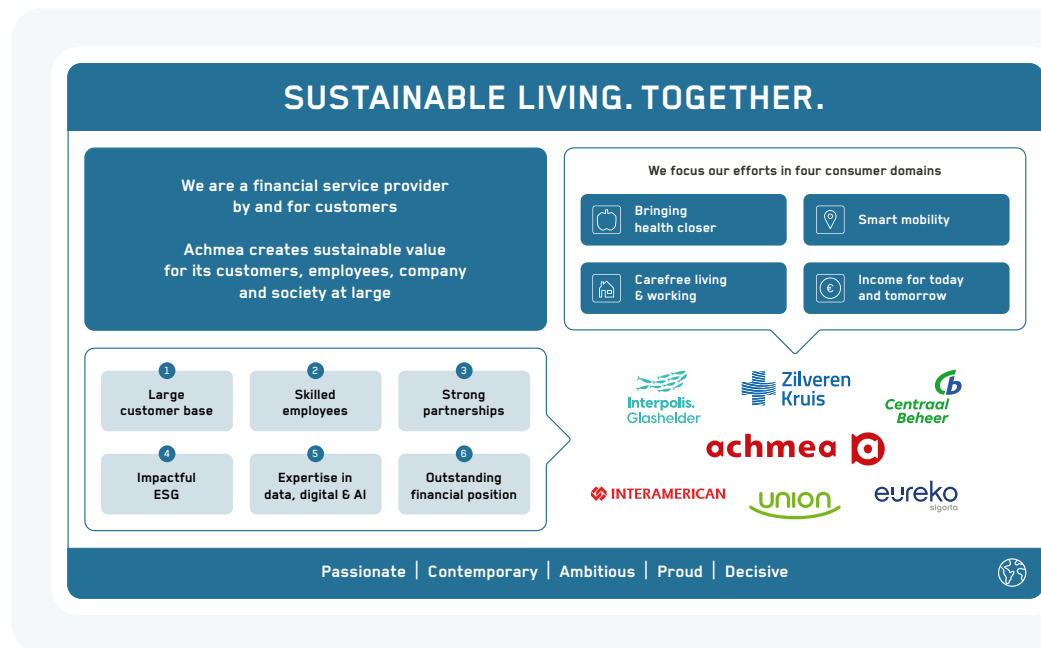 SUSTAINABLE LIVING. TOGETHER.
We are a financial service provider
by and for customers
Achmea creates sustainable value
for its customers, employees, company
and society at large
We focus our efforts in four consumer domains
Bringing
health closer
Smart mobility
Carefree living
& working
€
Income for today
and tomorrow
1
Large
customer base
2
Skilled
employees
3
Strong
partnerships
4
Impactful
ESG
5
Expertise in
data, digital & AI
6
Outstanding
financial position
Interpolis.
Glashelder
Zilveren
Kruis
cb
Centraal
Beheer
achmea
INTERAMERICAN
union
eureko
sigorta
Passionate | Contemporary | Ambitious | Proud | Decisive